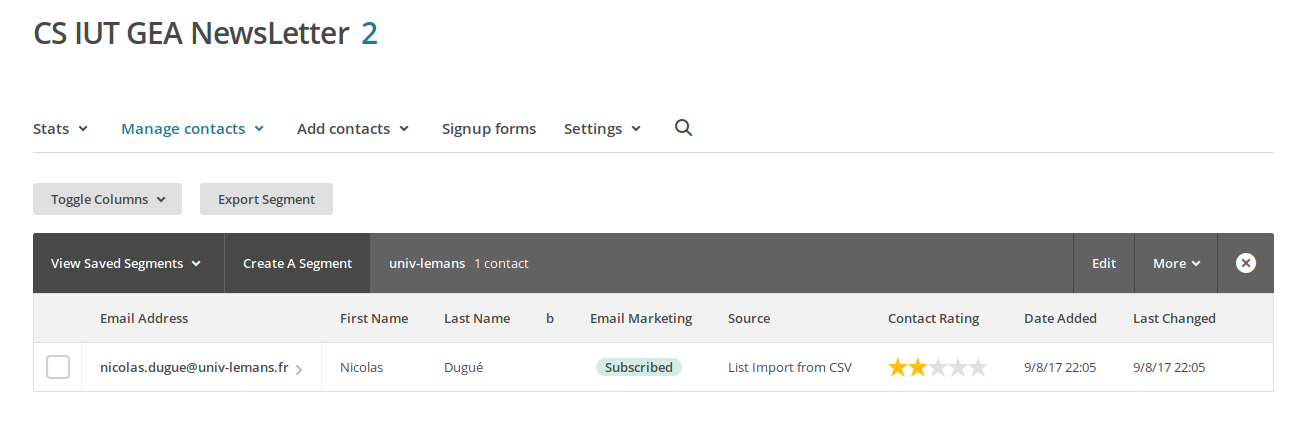 CS IUT GEA NewsLetter 2
Stats Manage contacts Add contacts Signup forms Settings
Toggle Columns Export Segment
View Saved Segments Create A Segment univ-lemans 1 contact Edit More
Email Address First Name Last Name b Email Marketing Source Contact Rating Date Added Last Changed
nicolas.dugue@univ-lemans.fr Nicolas Dugué Subscribed List Import from CSV 9/8/17 22:05 9/8/17 22:05